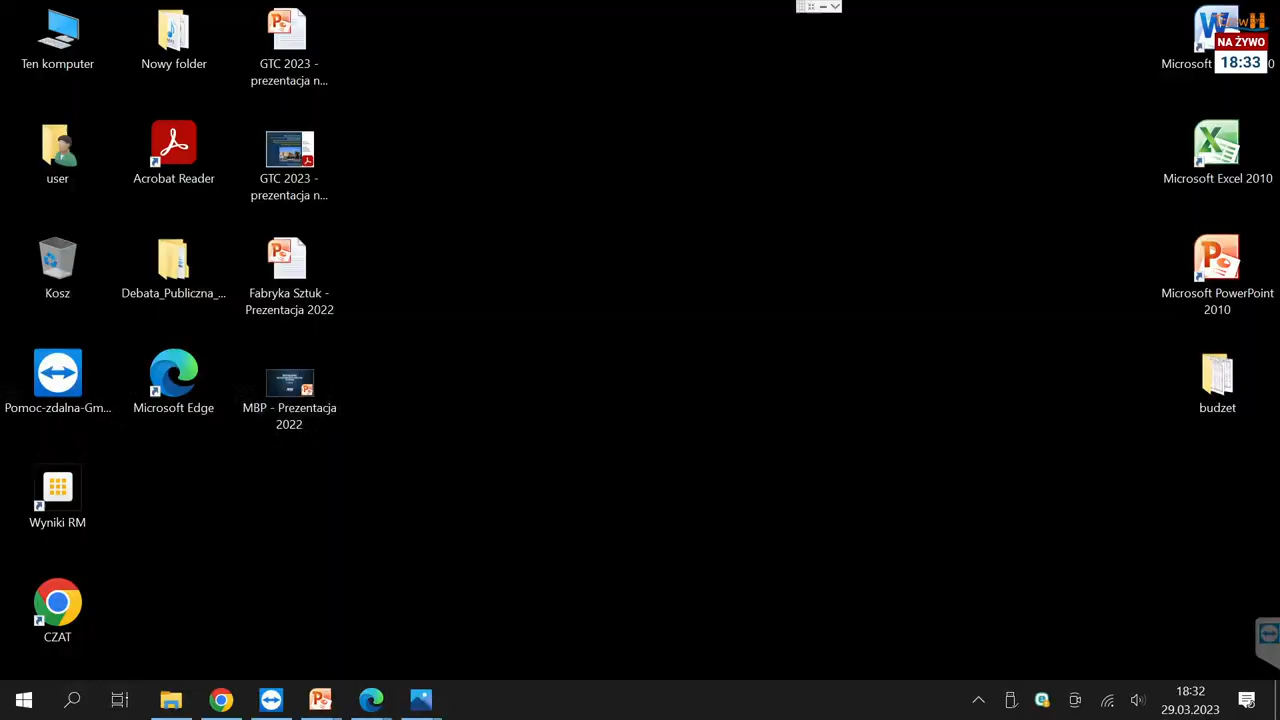 Ten komputer
Nowy folder
GTC 2023 -
prezentacja n...
user
Acrobat Reader
GTC 2023 -
prezentacja n...
Kosz
Debata_Publiczna_...
Fabryka Sztuk -
Prezentacja 2022
Pomoc-zdalna-Gm...
Microsoft Edge
MBP - Prezentacja
2022
Wyniki RM
CZAT
NA ŻYWO
18:33
Microsoft
0
Microsoft Excel 2010
Microsoft PowerPoint
2010
budzet
18:32
29.03.2023